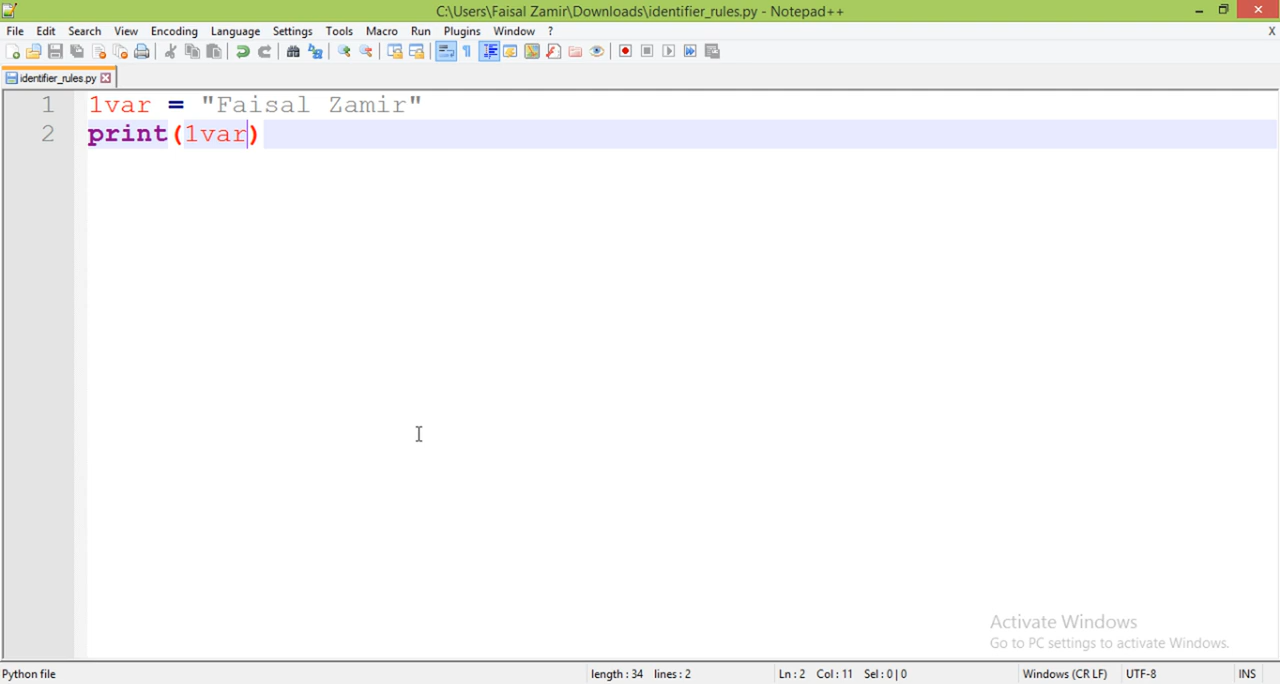 C:\Users\Faisal Zamir\Downloads\identifier_rules.py - Notepad++
File Edit Search View Encoding Language Settings Tools Macro Run Plugins Window ? X
identifier_rules.py
1 1var = "Faisal Zamir"
2 print(1var)
Activate Windows
Go to PC settings to activate Windows.
Python file length : 34 lines : 2 Ln : 2 Col : 11 Sel : 0 | 0 Windows (CR LF) UTF-8 INS